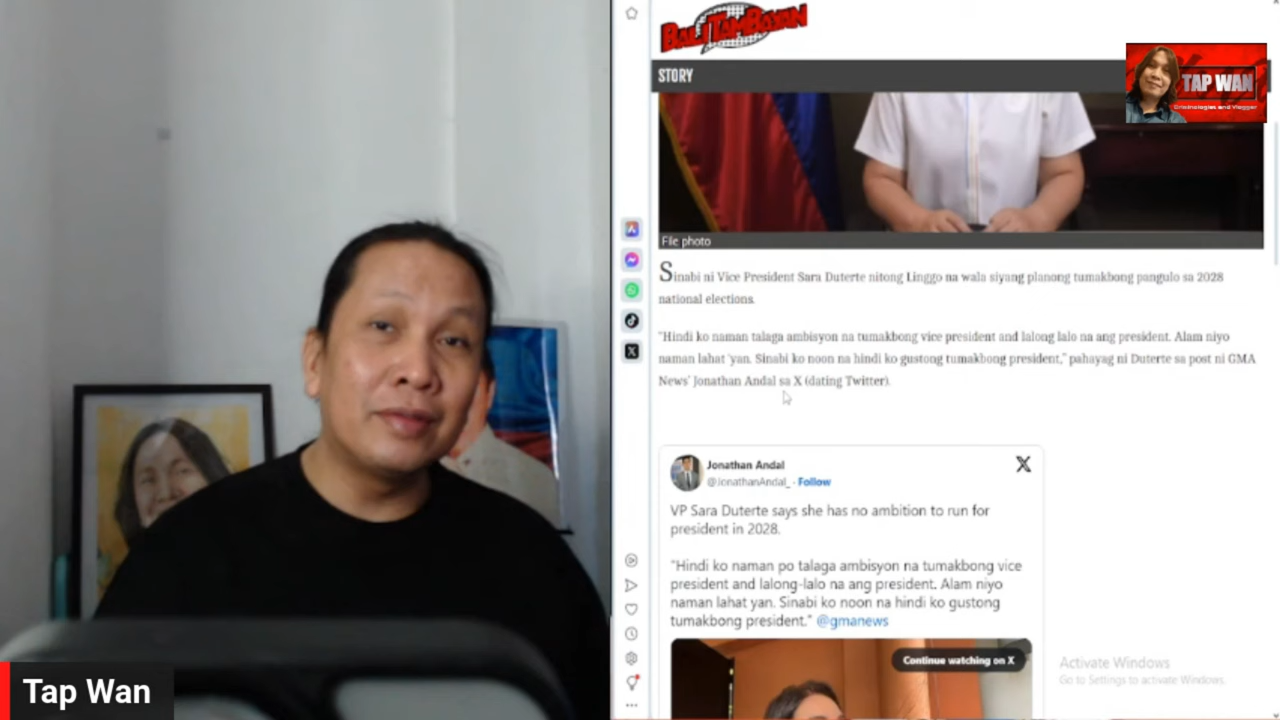 BALITAMBAYAN
STORY
TAP WAN
Criminologist and Vlogger
File photo
Sinabi ni Vice President Sara Duterte nitong Linggo na wala siyang planong tumakbong pangulo sa 2028
national elections.
"Hindi ko naman talaga ambisyon na tumakbong vice president and lalong lalo na ang president. Alam niyo
naman lahat 'yan. Sinabi ko noon na hindi ko gustong tumakbong president," pahayag ni Duterte sa post ni GMA
News' Jonathan Andal sa X (dating Twitter).
Jonathan Andal
@JonathanAndal_ · Follow
VP Sara Duterte says she has no ambition to run for
president in 2028.
"Hindi ko naman po talaga ambisyon na tumakbong vice
president and lalong-lalo na ang president. Alam niyo
naman lahat yan. Sinabi ko noon na hindi ko gustong
tumakbong president." @gmanews
Continue watching on X
Activate Windows
Go to Settings to activate Windows.
Tap Wan